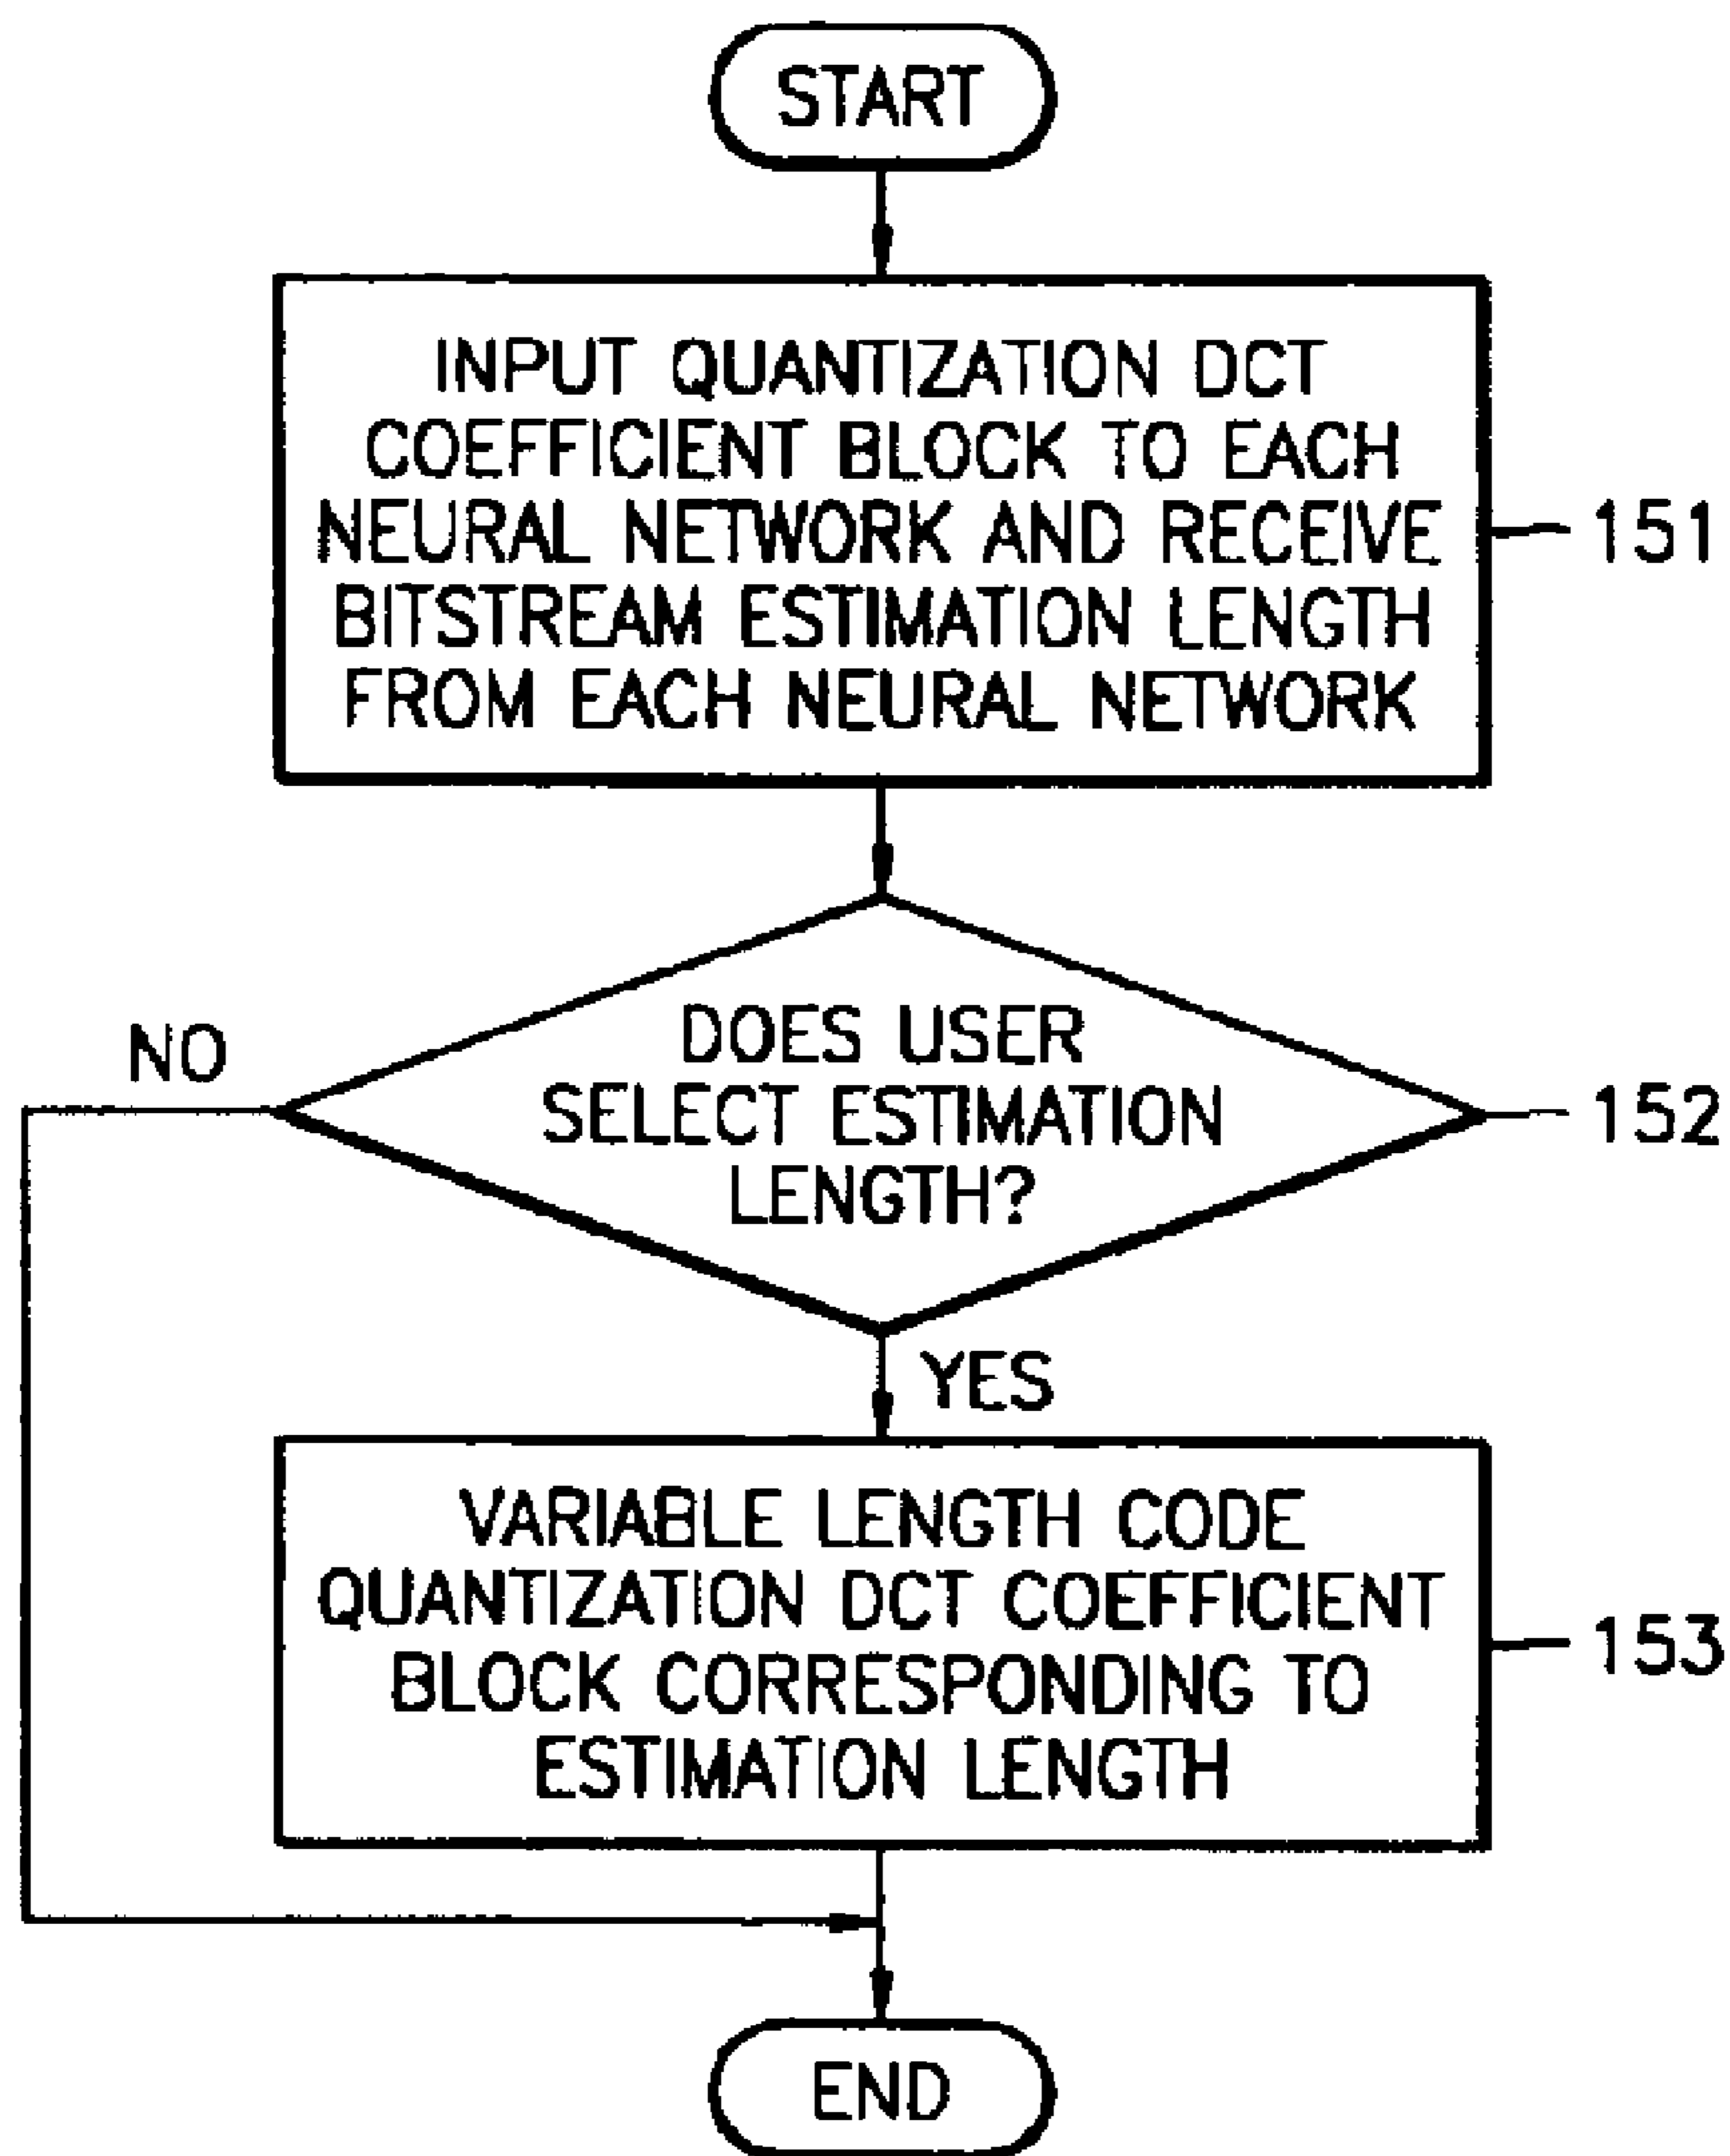 START
INPUT QUANTIZATION DCT
COEFFICIENT BLOCK TO EACH
NEURAL NETWORK AND RECEIVE
BITSTREAM ESTIMATION LENGTH
FROM EACH NEURAL NETWORK
151
DOES USER
SELECT ESTIMATION
LENGTH?
NO
152
YES
VARIABLE LENGTH CODE
QUANTIZATION DCT COEFFICIENT
BLOCK CORRESPONDING TO
ESTIMATION LENGTH
153
END